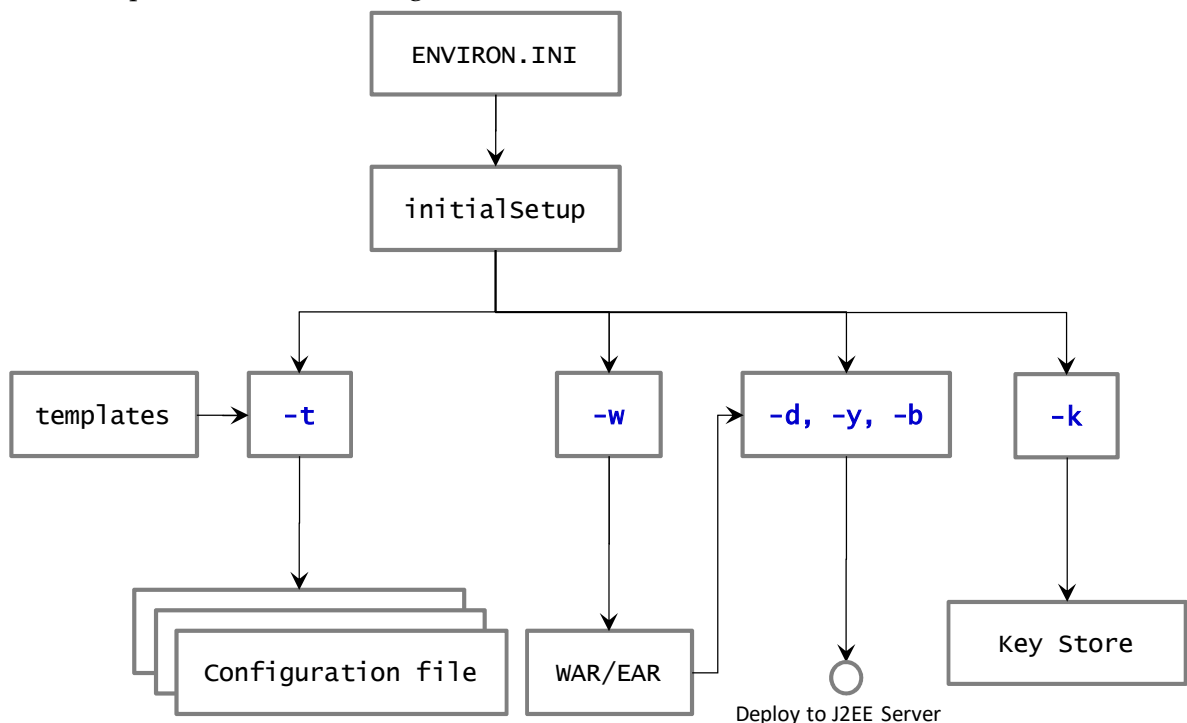 ENVIRON.INI
initialSetup
templates
-t
-w
-d, -y, -b
-k
Configuration file
WAR/EAR
Key Store
Deploy to J2EE Server